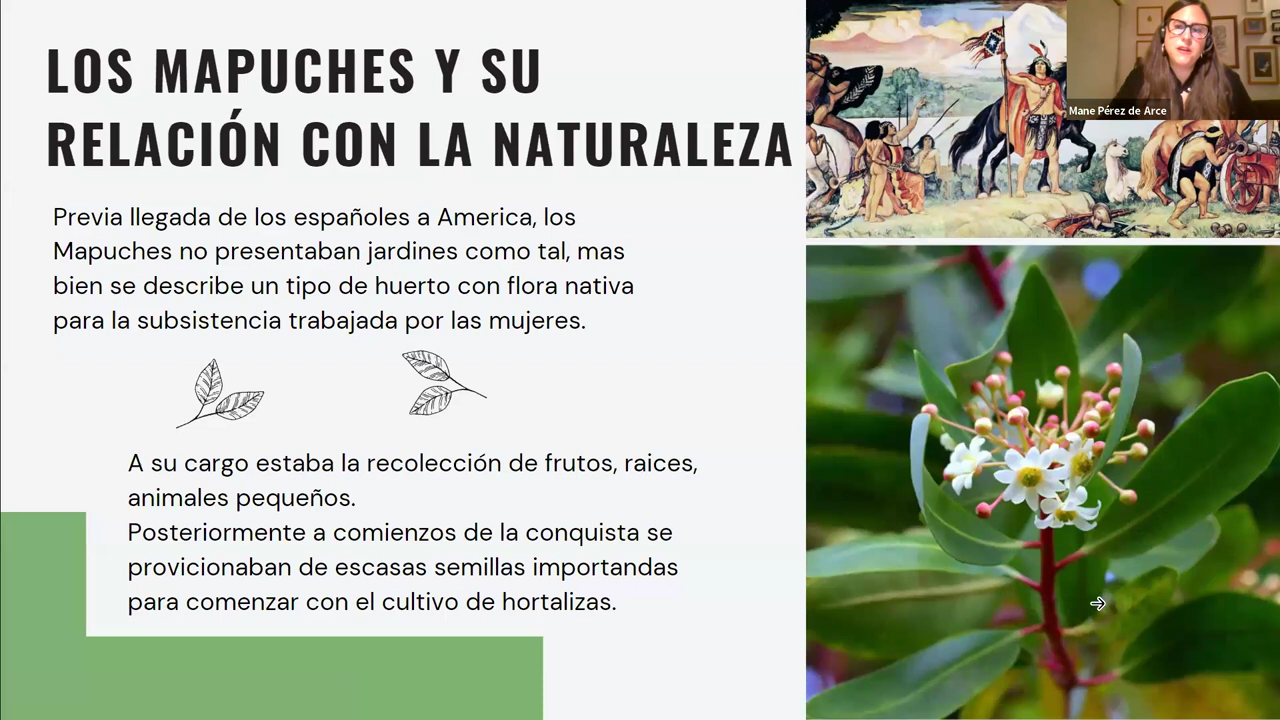 LOS MAPUCHES Y SU
RELACIÓN CON LA NATURALEZA
Previa llegada de los españoles a America, los
Mapuches no presentaban jardines como tal, mas
bien se describe un tipo de huerto con flora nativa
para la subsistencia trabajada por las mujeres.
A su cargo estaba la recolección de frutos, raices,
animales pequeños.
Posteriormente a comienzos de la conquista se
provicionaban de escasas semillas importandas
para comenzar con el cultivo de hortalizas.
Mane Pérez de Arce